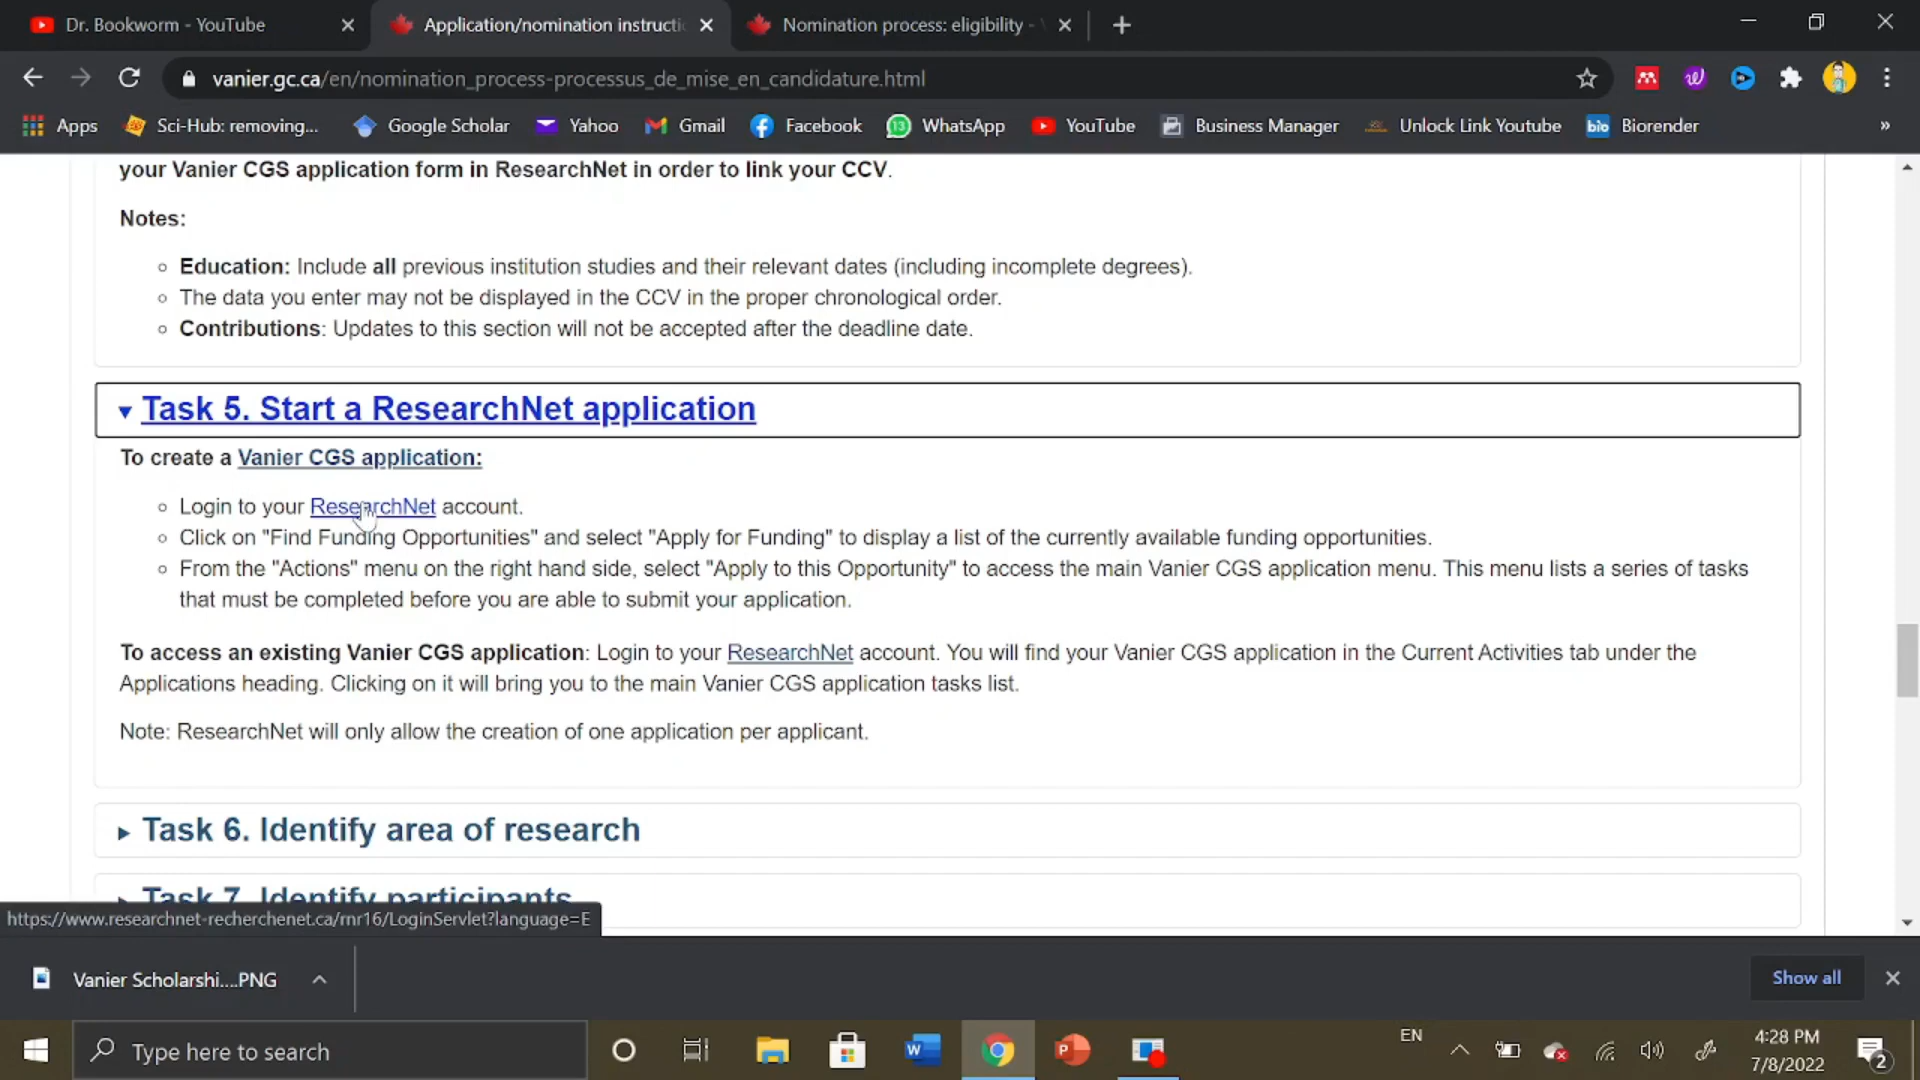 Dr. Bookworm - YouTube
Application/nomination instructi
Nomination process: eligibility -
vanier.gc.ca/en/nomination_process-processus_de_mise_en_candidature.html
Apps
Sci-Hub: removing...
Google Scholar
Yahoo
Gmail
Facebook
13
WhatsApp
YouTube
Business Manager
Unlock Link Youtube
bio
Biorender
»
your Vanier CGS application form in ResearchNet in order to link your CCV.
Notes:
Education: Include all previous institution studies and their relevant dates (including incomplete degrees).
The data you enter may not be displayed in the CCV in the proper chronological order.
Contributions: Updates to this section will not be accepted after the deadline date.
Task 5. Start a ResearchNet application
To create a Vanier CGS application:
Login to your ResearchNet account.
Click on "Find Funding Opportunities" and select "Apply for Funding" to display a list of the currently available funding opportunities.
From the "Actions" menu on the right hand side, select "Apply to this Opportunity" to access the main Vanier CGS application menu. This menu lists a series of tasks
that must be completed before you are able to submit your application.
To access an existing Vanier CGS application: Login to your ResearchNet account. You will find your Vanier CGS application in the Current Activities tab under the
Applications heading. Clicking on it will bring you to the main Vanier CGS application tasks list.
Note: ResearchNet will only allow the creation of one application per applicant.
Task 6. Identify area of research
Task 7. Identify participants
https://www.researchnet-recherchenet.ca/rnr16/LoginServlet?language=E
Vanier Scholarshi....PNG
Show all
Type here to search
W
P
EN
4:28 PM
7/8/2022
2